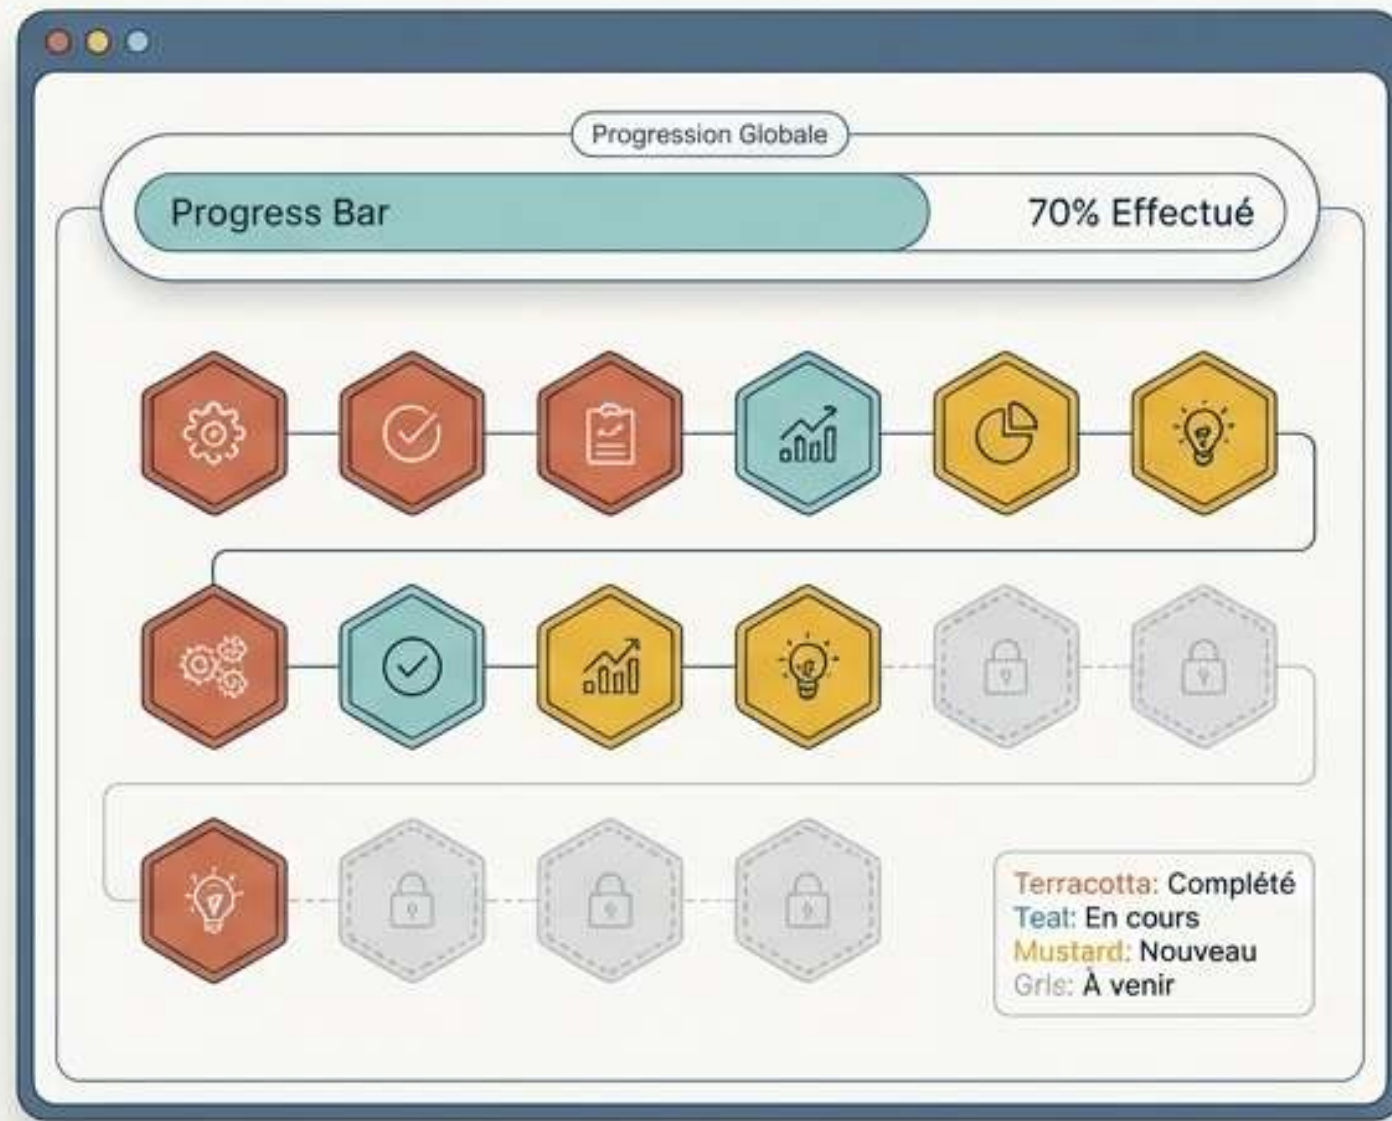 Progression Globale
Progress Bar
70% Effectué
Terracotta: Complété
Teal: En cours
Mustard: Nouveau
Gris: À venir